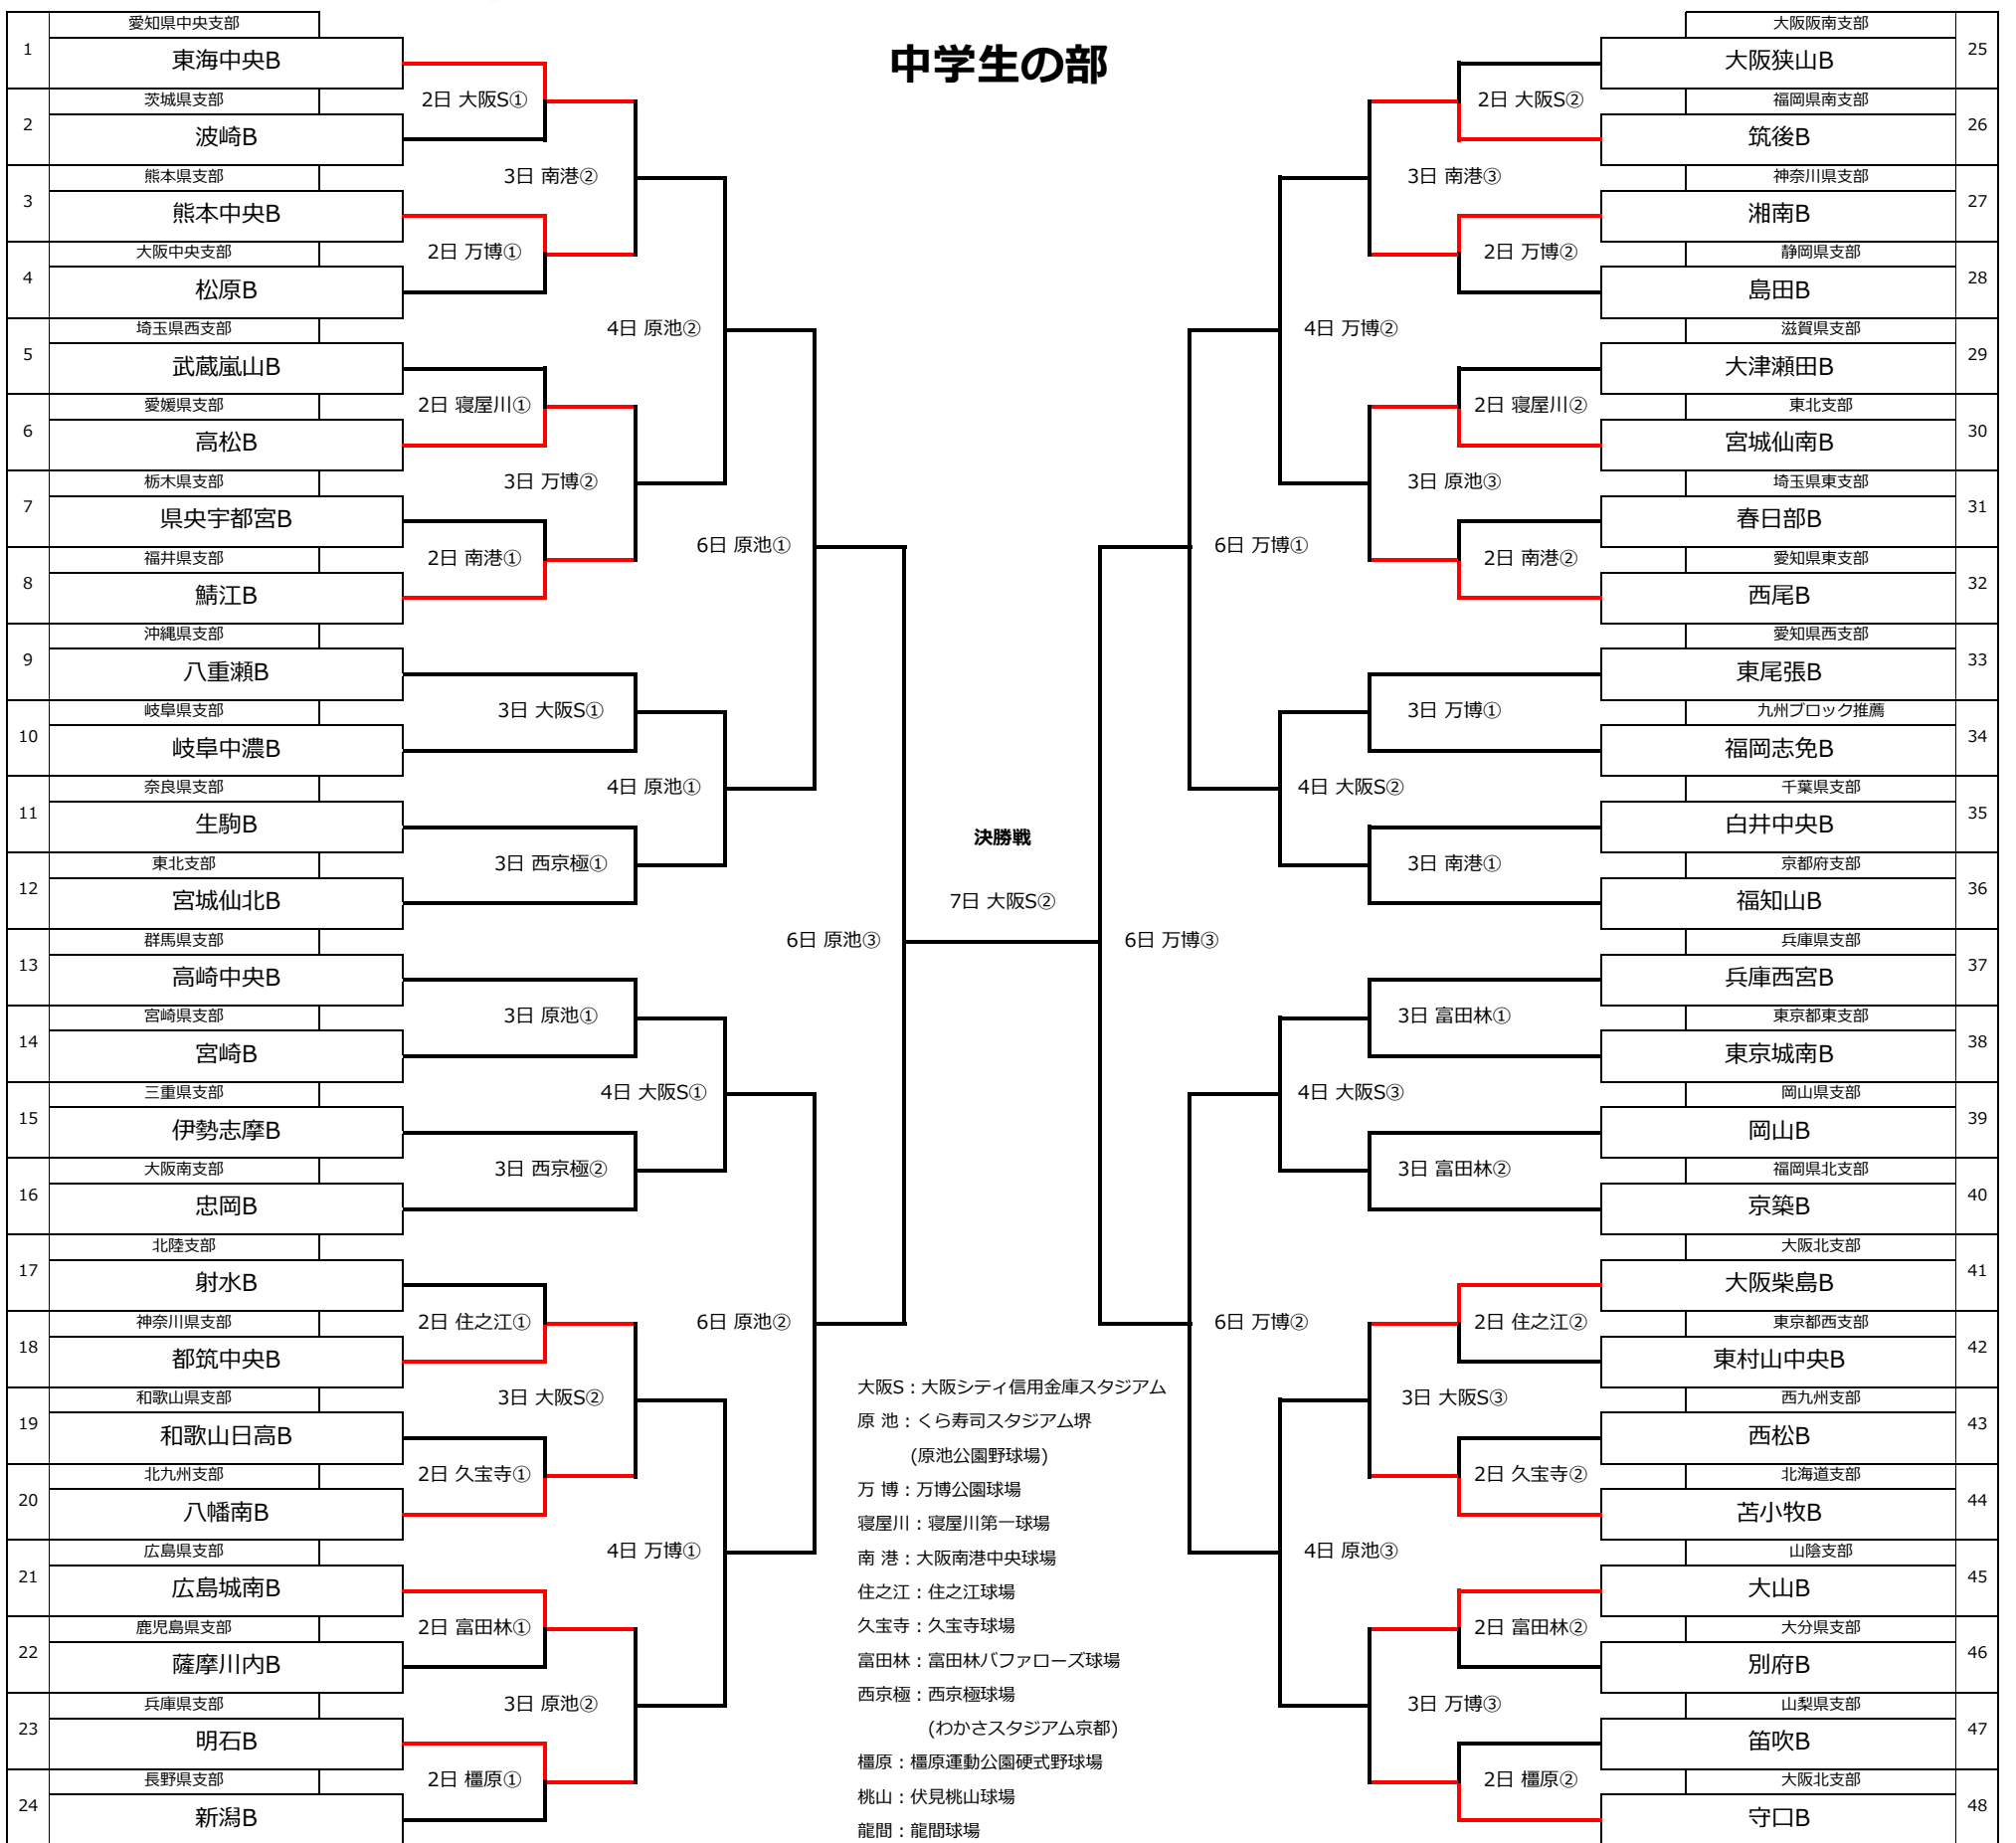 中学生の部
愛知県中央支部
1
東海中央B
茨城県支部
2
波崎B
2日 大阪S①
熊本県支部
3
熊本中央B
3日 南港②
大阪中央支部
4
松原B
2日 万博①
埼玉県西支部
5
武蔵嵐山B
4日 原池②
愛媛県支部
6
高松B
2日 寝屋川①
栃木県支部
7
県央宇都宮B
3日 万博②
福井県支部
8
鯖江B
2日 南港①
6日 原池①
沖縄県支部
9
八重瀬B
岐阜県支部
10
岐阜中濃B
3日 大阪S①
奈良県支部
11
生駒B
4日 原池①
東北支部
12
宮城仙北B
3日 西京極①
群馬県支部
13
高崎中央B
6日 原池③
宮崎県支部
14
宮崎B
3日 原池①
三重県支部
15
伊勢志摩B
4日 大阪S①
大阪南支部
16
忠岡B
3日 西京極②
北陸支部
17
射水B
神奈川県支部
18
都筑中央B
2日 住之江①
6日 原池②
和歌山県支部
19
和歌山日高B
3日 大阪S②
北九州支部
20
八幡南B
2日 久宝寺①
広島県支部
21
広島城南B
4日 万博①
鹿児島県支部
22
薩摩川内B
2日 富田林①
兵庫県支部
23
明石B
3日 原池②
長野県支部
24
新潟B
2日 橿原①
決勝戦
7日 大阪S②
大阪S：大阪シティ信用金庫スタジアム
原 池：くら寿司スタジアム堺
(原池公園野球場)
万 博：万博公園球場
寝屋川：寝屋川第一球場
南 港：大阪南港中央球場
住之江：住之江球場
久宝寺：久宝寺球場
富田林：富田林バファローズ球場
西京極：西京極球場
(わかさスタジアム京都)
橿原：橿原運動公園硬式野球場
桃山：伏見桃山球場
龍間：龍間球場
大阪阪南支部
25
大阪狭山B
福岡県南支部
26
筑後B
2日 大阪S②
神奈川県支部
27
湘南B
3日 南港③
静岡県支部
28
島田B
2日 万博②
滋賀県支部
29
大津瀬田B
4日 万博②
東北支部
30
宮城仙南B
2日 寝屋川②
埼玉県東支部
31
春日部B
3日 原池③
愛知県東支部
32
西尾B
2日 南港②
6日 万博①
愛知県西支部
33
東尾張B
九州ブロック推薦
34
福岡志免B
3日 万博①
千葉県支部
35
白井中央B
4日 大阪S②
京都府支部
36
福知山B
3日 南港①
兵庫県支部
37
兵庫西宮B
6日 万博③
東京都東支部
38
東京城南B
3日 富田林①
岡山県支部
39
岡山B
4日 大阪S③
福岡県北支部
40
京築B
3日 富田林②
大阪北支部
41
大阪柴島B
東京都西支部
42
東村山中央B
2日 住之江②
6日 万博②
西九州支部
43
西松B
3日 大阪S③
北海道支部
44
苫小牧B
2日 久宝寺②
山陰支部
45
大山B
4日 原池③
大分県支部
46
別府B
2日 富田林②
山梨県支部
47
笛吹B
3日 万博③
大阪北支部
48
守口B
2日 橿原②